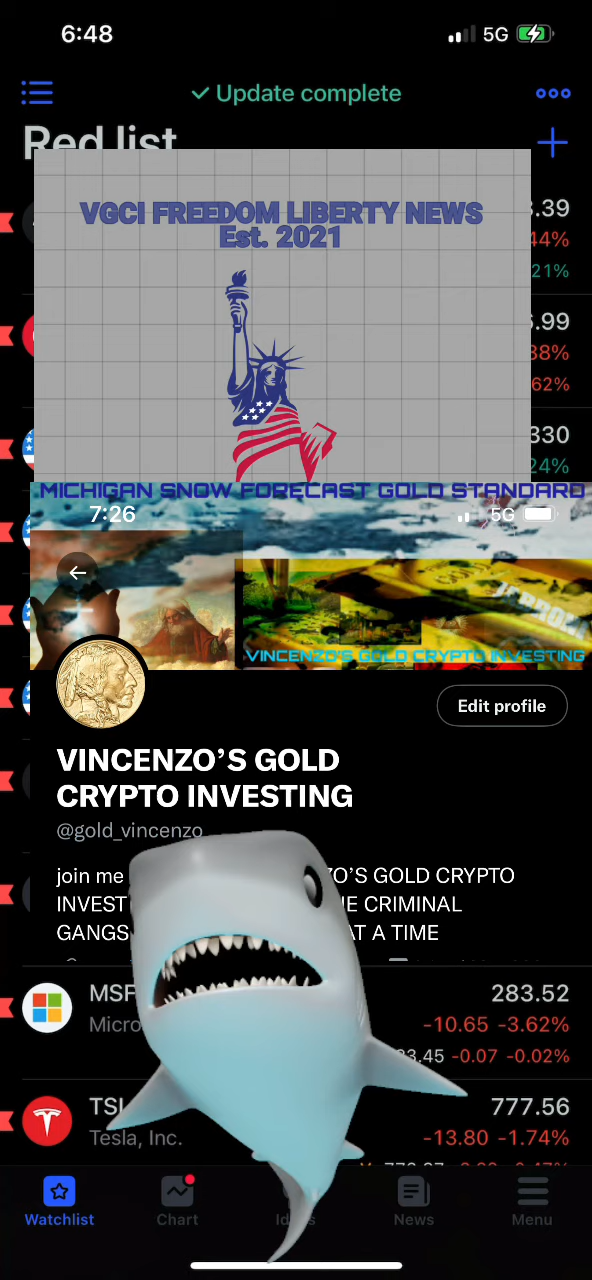 6:48
5G
Update complete
Red list
VGCI FREEDOM LIBERTY NEWS
Est. 2021
.39
44%
21%
.99
38%
62%
330
24%
MICHIGAN SNOW FORECAST GOLD STANDARD
7:26
5G
VINCENZO'S GOLD CRYPTO INVESTING
Edit profile
VINCENZO'S GOLD
CRYPTO INVESTING
@gold_vincenzo
join me ZO'S GOLD CRYPTO
INVEST E CRIMINAL
GANGS AT A TIME
MSF 283.52
Micro -10.65 -3.62%
3.45 -0.07 -0.02%
TSL 777.56
Tesla, Inc. -13.80 -1.74%
Watchlist Chart Id s News Menu